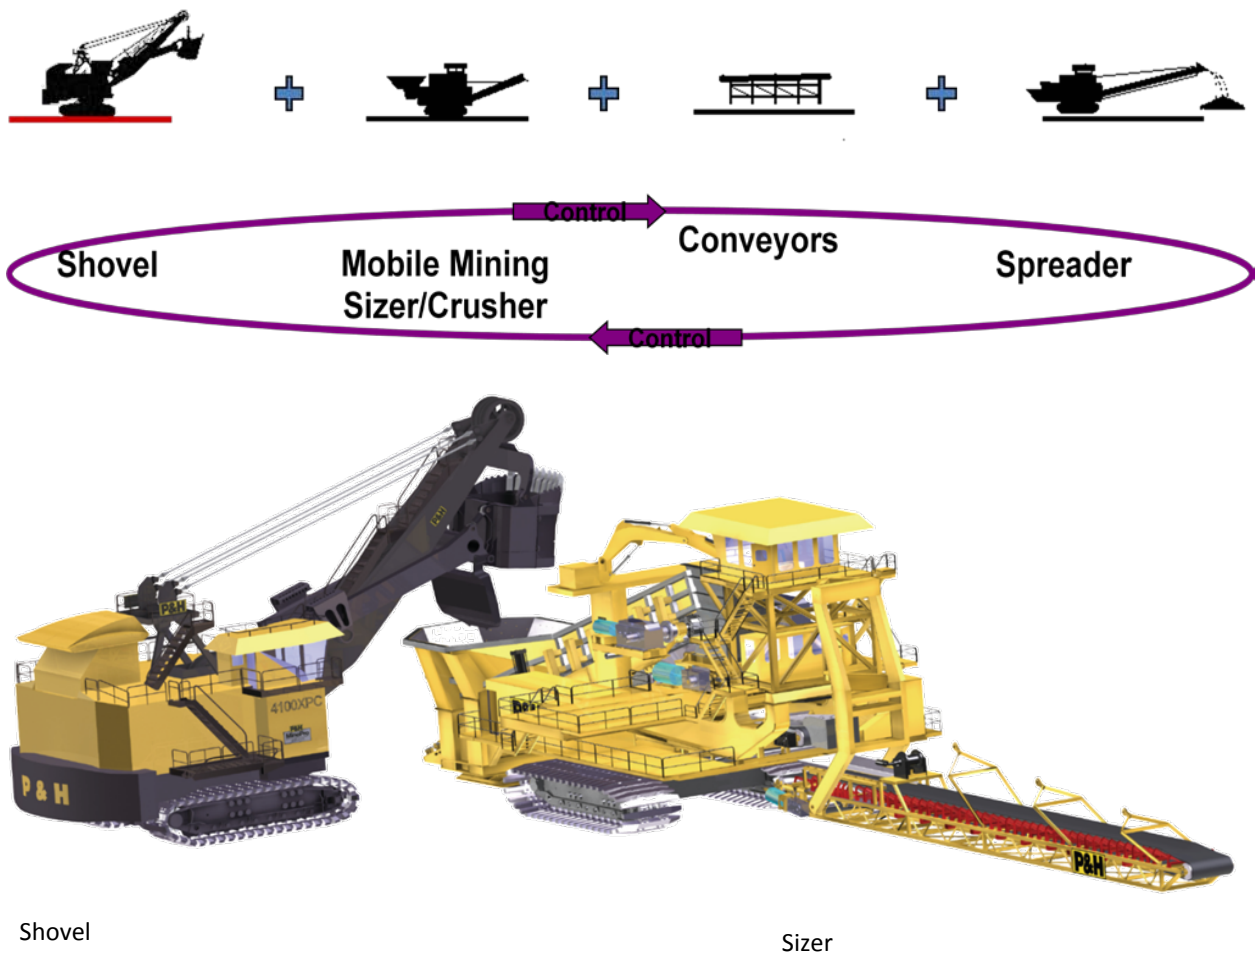 Control
Conveyors
Shovel
Mobile Mining
Sizer/Crusher
Spreader
Control
P&H
P&H
4100XPC
P & H
P&H
Shovel
Sizer